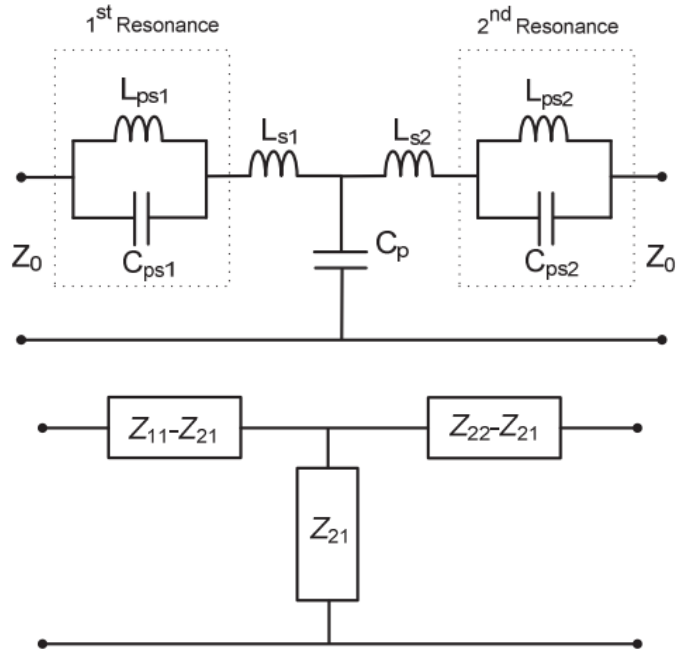 1st Resonance
2nd Resonance
Lps1
Ls1
Ls2
Lps2
Cps1
Cp
Cps2
Z0
Z0
Z11-Z21
Z22-Z21
Z21